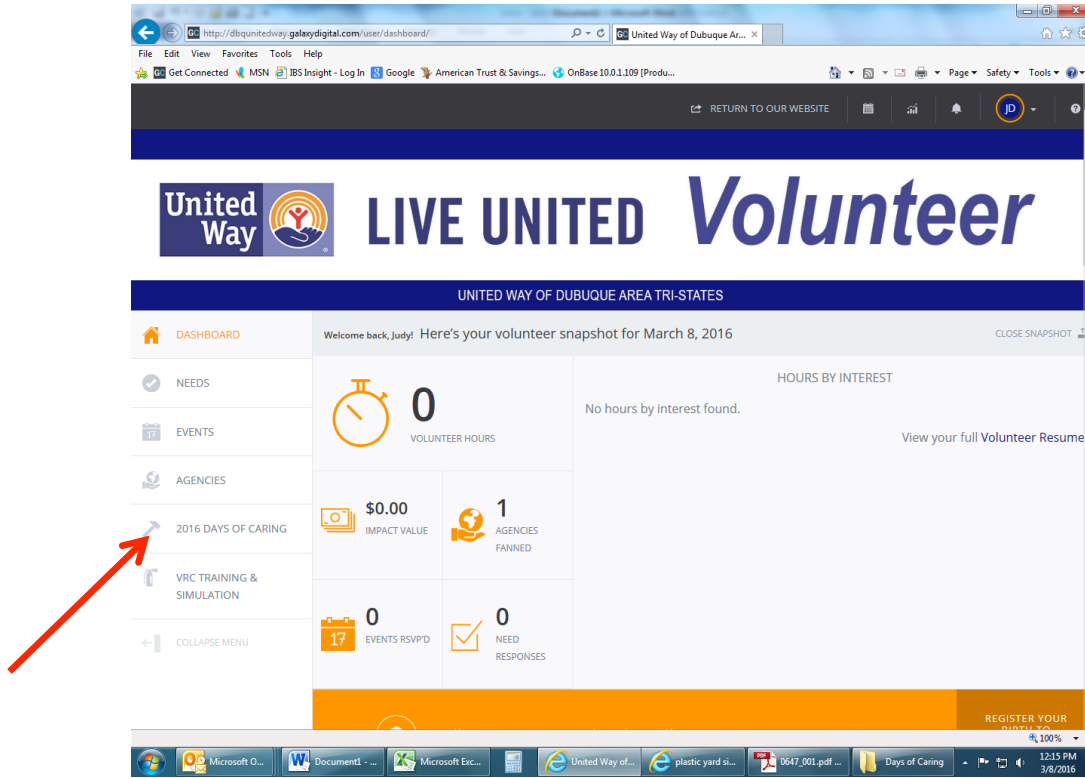 GC http://dbqunitedway.galaxydigital.com/user/dashboard/
GC United Way of Dubuque Ar...
File Edit View Favorites Tools Help
GC Get Connected MSN IBS Insight - Log In Google American Trust & Savings... OnBase 10.0.1.109 [Produ...
Page Safety Tools
RETURN TO OUR WEBSITE
JD
United
Way
LIVE UNITED Volunteer
UNITED WAY OF DUBUQUE AREA TRI-STATES
DASHBOARD
Welcome back, Judy! Here's your volunteer snapshot for March 8, 2016
CLOSE SNAPSHOT
NEEDS
17 EVENTS
AGENCIES
2016 DAYS OF CARING
VRC TRAINING &
SIMULATION
COLLAPSE MENU
0
VOLUNTEER HOURS
HOURS BY INTEREST
No hours by interest found.
View your full Volunteer Resume
$0.00
IMPACT VALUE
1
AGENCIES
FANNED
17
0
EVENTS RSVP'D
0
NEED
RESPONSES
REGISTER YOUR
100%
Microsoft O...
Document1 - ...
Microsoft Exc...
United Way of...
plastic yard si...
PDF 0647_001.pdf ...
Days of Caring
12:15 PM
3/8/2016